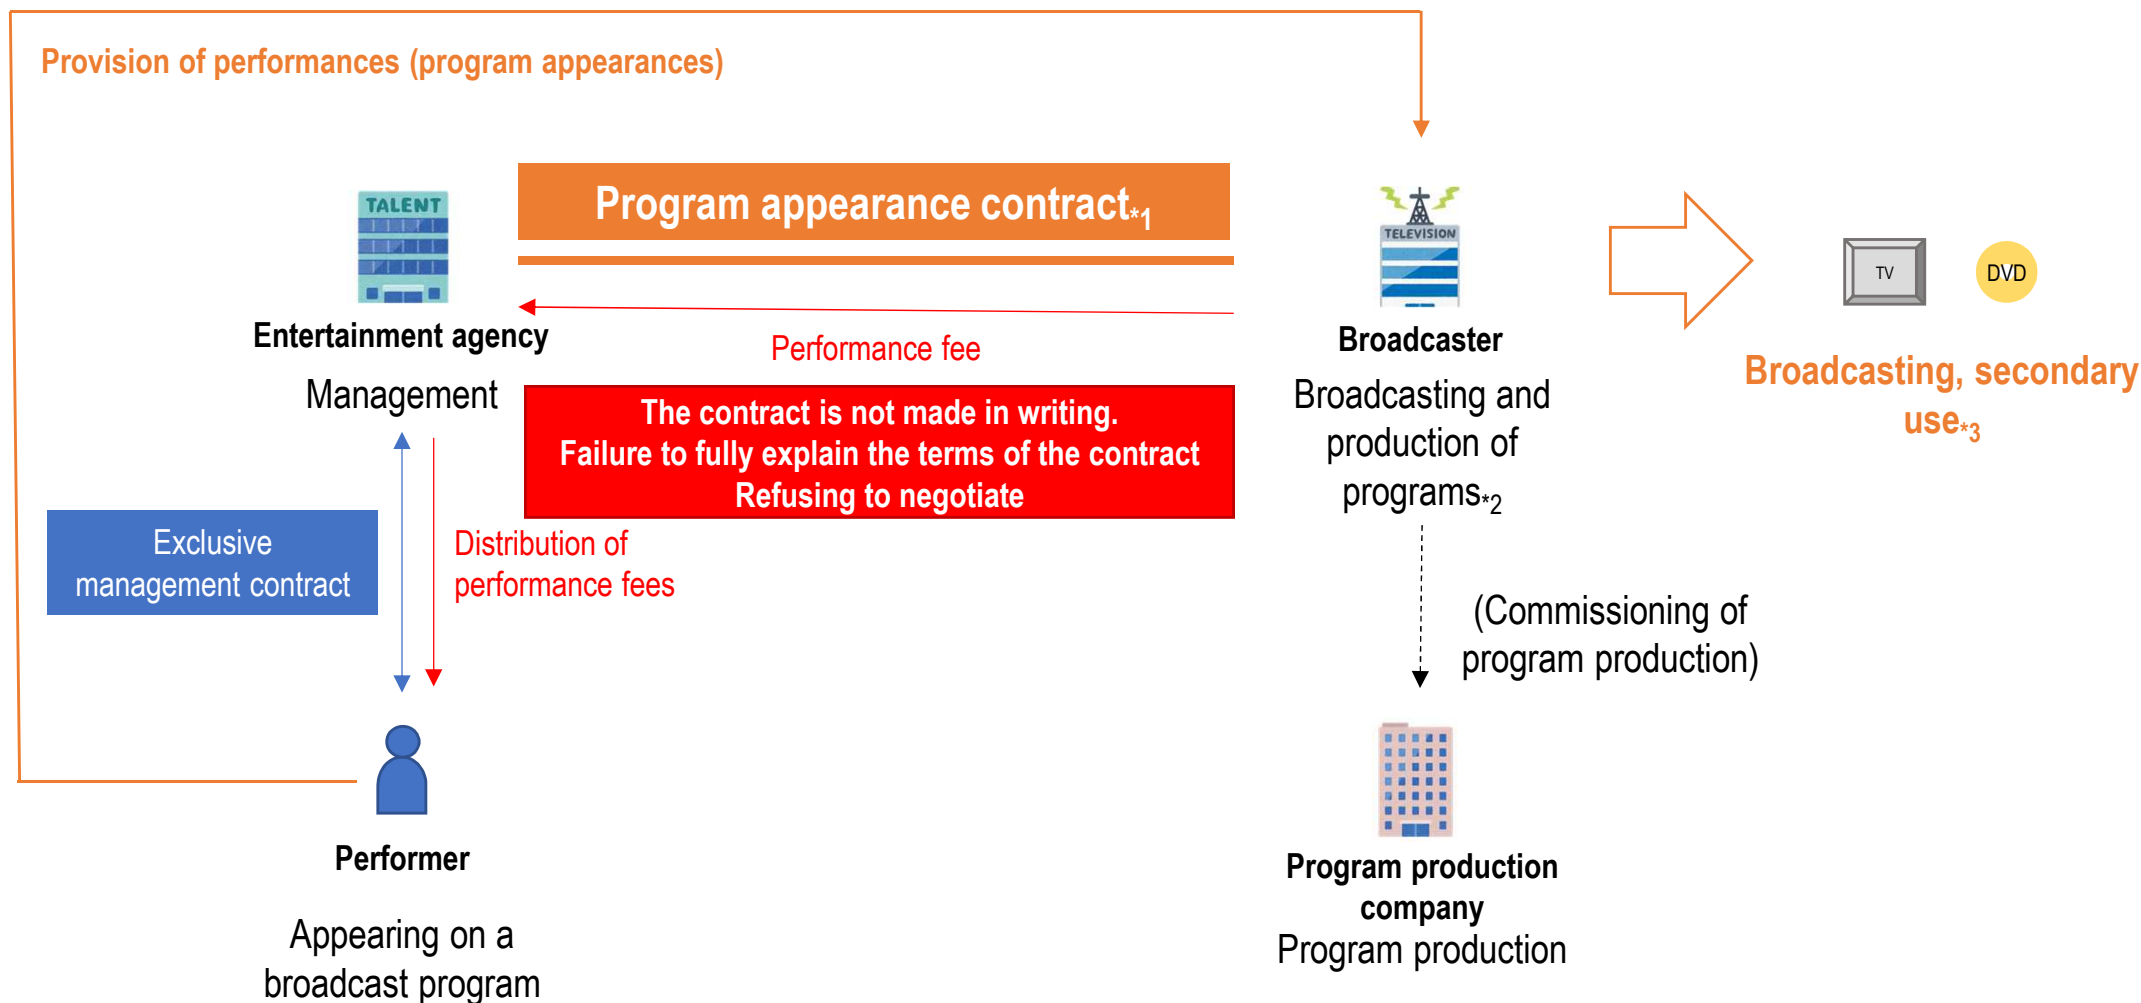 Provision of performances (program appearances)
TALENT
Program appearance contract*1
TELEVISION
TV
DVD
Entertainment agency
Management
Performance fee
Broadcaster
Broadcasting and
production of
programs*2
Broadcasting, secondary
use*3
The contract is not made in writing.
Failure to fully explain the terms of the contract
Refusing to negotiate
Exclusive
management contract
Distribution of
performance fees
(Commissioning of
program production)
Performer
Appearing on a
broadcast program
Program production
company
Program production